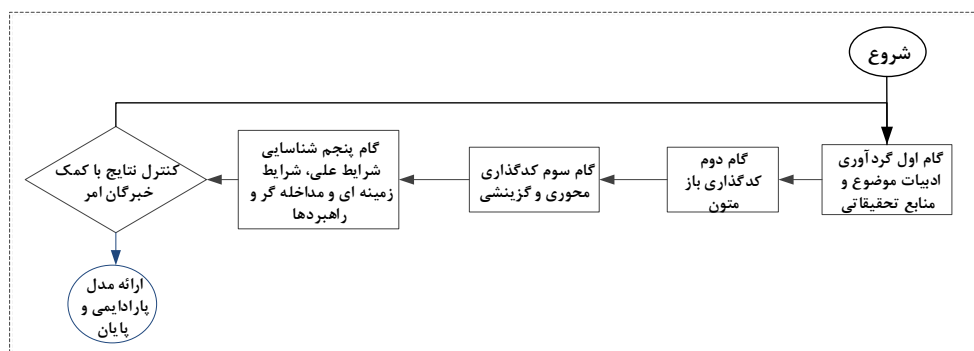 شروع
گام اول گردآوری
ادبیات موضوع و
منابع تحقیقاتی
گام دوم
کدگذاری باز
متون
گام سوم کدگذاری
محوری و گزینشی
گام پنجم شناسایی
شرایط علی، شرایط
زمینه ای و مداخله گر و
راهبردها
کنترل نتایج با کمک
خبرگان امر
ارائه مدل
پارادایمی و
پایان